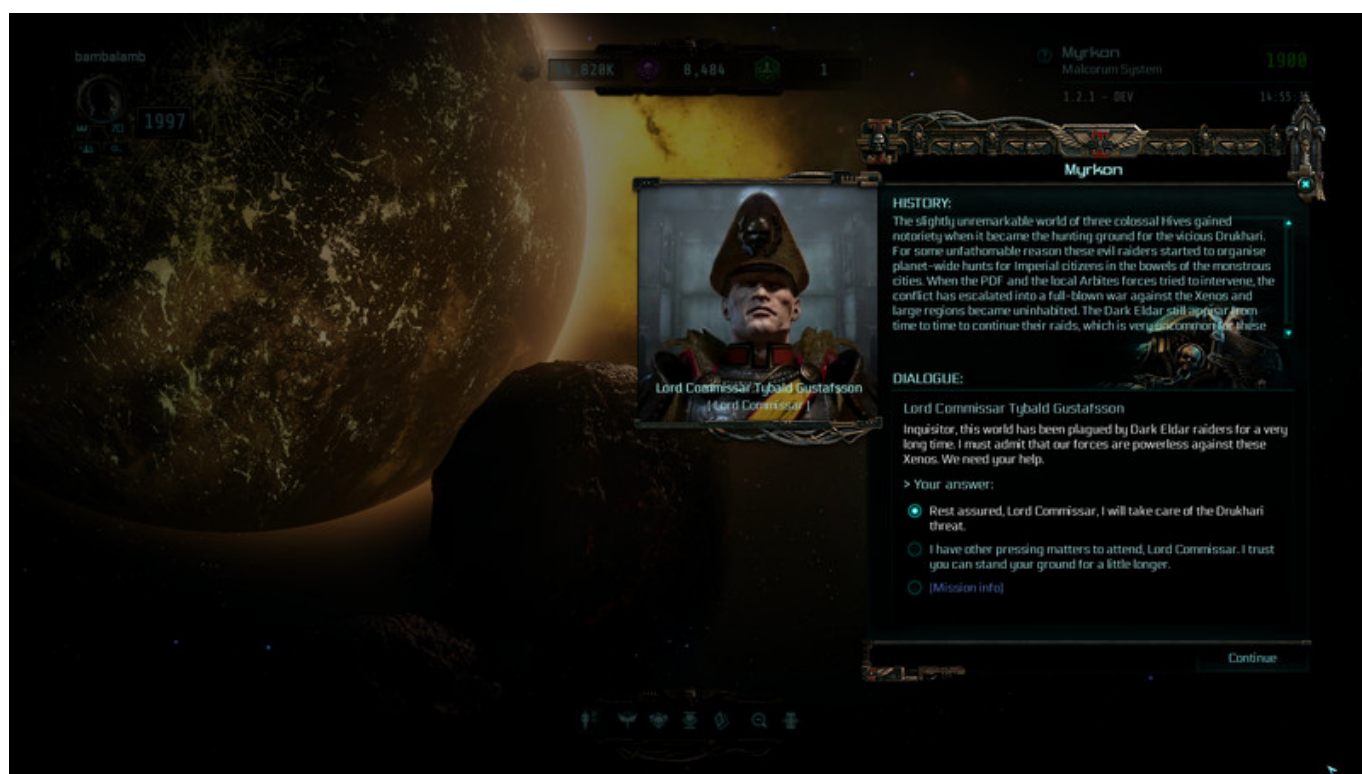 bambalamb
1997
20
,820K
8,484
1
Myrkon
Malcorum System
1900
1.2.1 - DEV
14:55:
Myrkon
HISTORY:
The slightly unremarkable world of three colossal Hives gained
notoriety when it became the hunting ground for the vicious Drukhari.
For some unfathomable reason these evil raiders started to organise
planet-wide hunts for Imperial citizens in the bowels of the monstrous
cities. When the PDF and the local Arbites forces tried to intervene, the
conflict has escalated into a full-blown war against the Xenos and
large regions became uninhabited. The Dark Eldar still appear from
time to time to continue their raids, which is very uncommon for these
Lord Commissar Tybald Gustafsson
[ Lord Commissar ]
DIALOGUE:
Lord Commissar Tybald Gustafsson
Inquisitor, this world has been plagued by Dark Eldar raiders for a very
long time. I must admit that our forces are powerless against these
Xenos. We need your help.
> Your answer:
Rest assured, Lord Commissar, I will take care of the Drukhari
threat.
I have other pressing matters to attend, Lord Commissar. I trust
you can stand your ground for a little longer.
[Mission info]
Continue